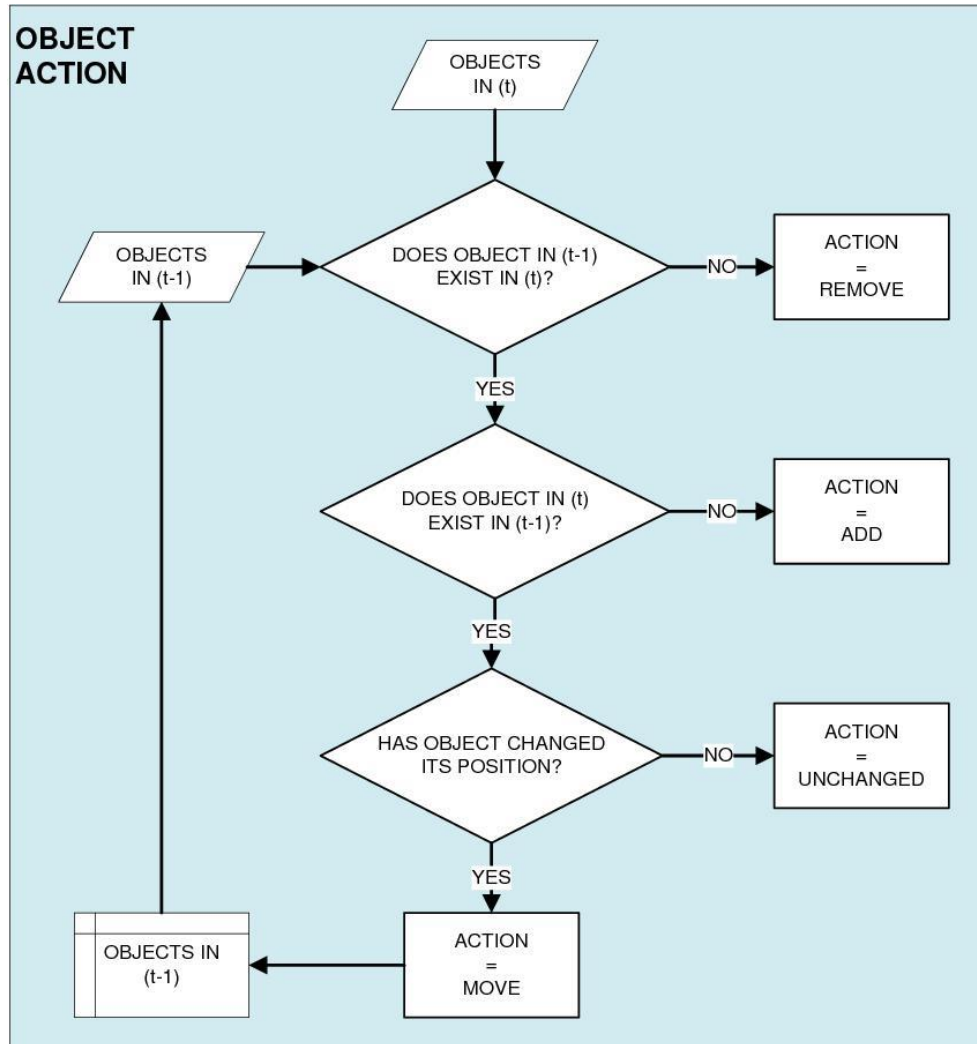 OBJECT
ACTION
OBJECTS
IN (t)
OBJECTS
IN (t-1)
DOES OBJECT IN (t-1)
EXIST IN (t)?
NO
ACTION
=
REMOVE
YES
DOES OBJECT IN (t)
EXIST IN (t-1)?
NO
ACTION
=
ADD
YES
HAS OBJECT CHANGED
ITS POSITION?
NO
ACTION
=
UNCHANGED
YES
ACTION
=
MOVE
OBJECTS IN
(t-1)